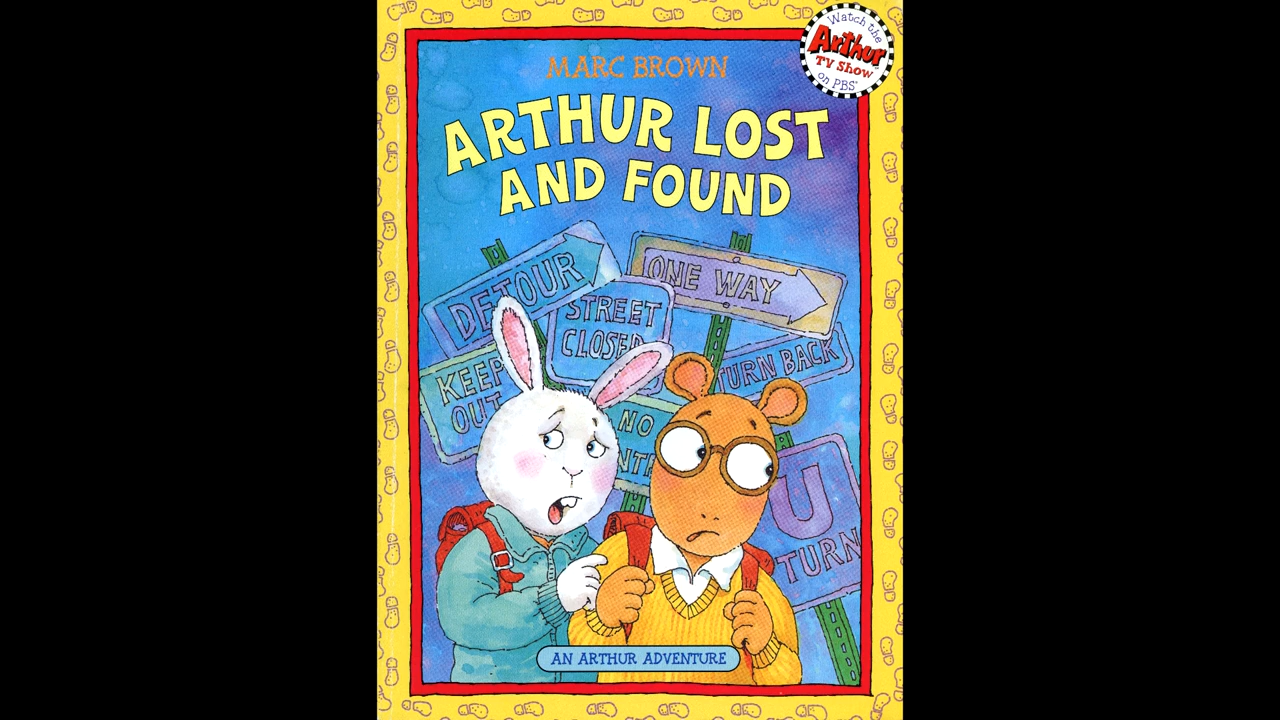 MARC BROWN
Watch the
Arthur
TV Show
on PBS
ARTHUR LOST
AND FOUND
DETOUR
ONE WAY
STREET
CLOSED
TURN BACK
KEEP
OUT
NO
U
TURN
AN ARTHUR ADVENTURE